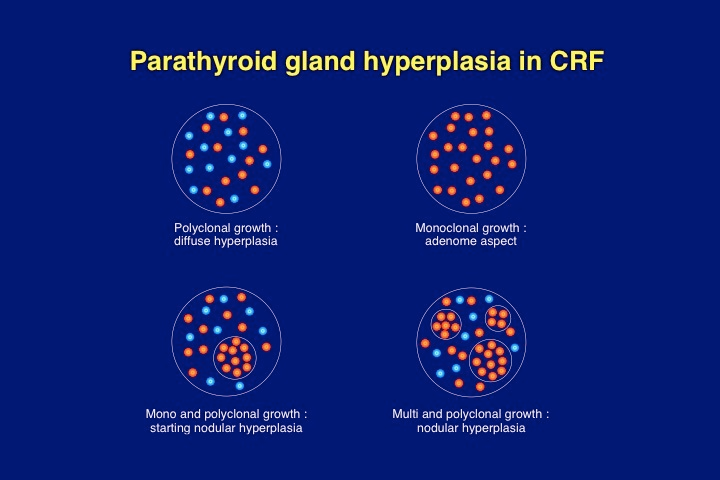 Parathyroid gland hyperplasia in CRF
Polyclonal growth :
diffuse hyperplasia
Monoclonal growth :
adenome aspect
Mono and polyclonal growth :
starting nodular hyperplasia
Multi and polyclonal growth :
nodular hyperplasia